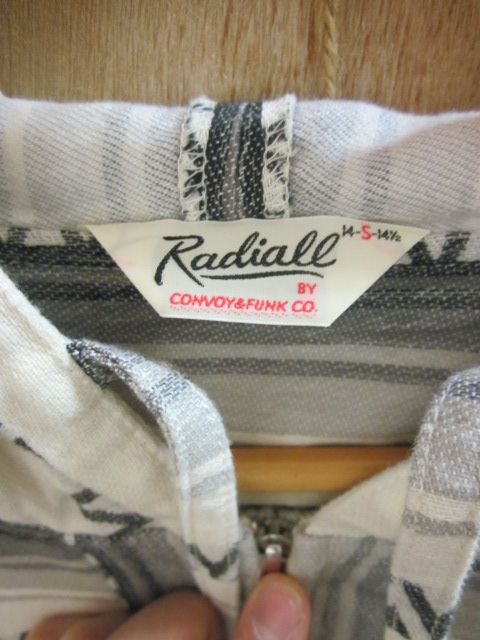 Radiall
14-S-14½
BY
CONVOY&FUNK CO.